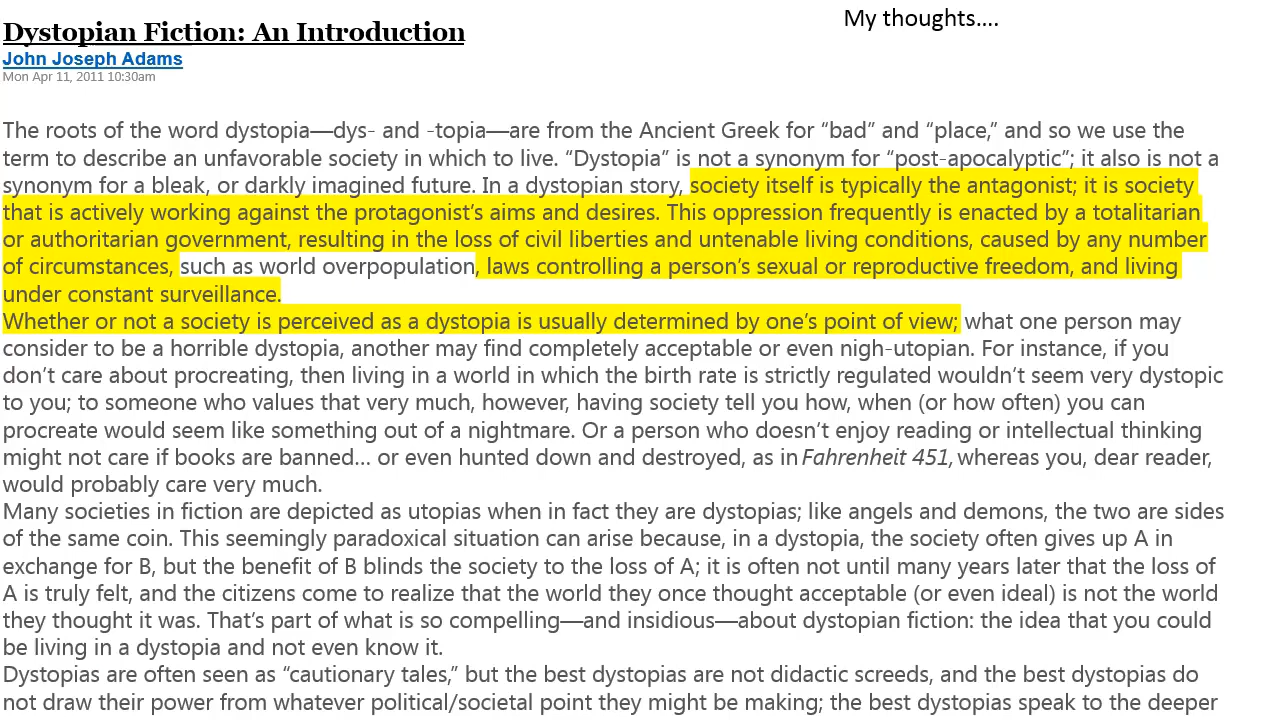 My thoughts....
Dystopian Fiction: An Introduction
John Joseph Adams
Mon Apr 11, 2011 10:30am
The roots of the word dystopia—dys- and -topia—are from the Ancient Greek for “bad” and “place,” and so we use the
term to describe an unfavorable society in which to live. “Dystopia” is not a synonym for “post-apocalyptic”; it also is not a
synonym for a bleak, or darkly imagined future. In a dystopian story, society itself is typically the antagonist; it is society
that is actively working against the protagonist’s aims and desires. This oppression frequently is enacted by a totalitarian
or authoritarian government, resulting in the loss of civil liberties and untenable living conditions, caused by any number
of circumstances, such as world overpopulation, laws controlling a person’s sexual or reproductive freedom, and living
under constant surveillance.
Whether or not a society is perceived as a dystopia is usually determined by one’s point of view; what one person may
consider to be a horrible dystopia, another may find completely acceptable or even nigh-utopian. For instance, if you
don’t care about procreating, then living in a world in which the birth rate is strictly regulated wouldn’t seem very dystopic
to you; to someone who values that very much, however, having society tell you how, when (or how often) you can
procreate would seem like something out of a nightmare. Or a person who doesn’t enjoy reading or intellectual thinking
might not care if books are banned… or even hunted down and destroyed, as in Fahrenheit 451, whereas you, dear reader,
would probably care very much.
Many societies in fiction are depicted as utopias when in fact they are dystopias; like angels and demons, the two are sides
of the same coin. This seemingly paradoxical situation can arise because, in a dystopia, the society often gives up A in
exchange for B, but the benefit of B blinds the society to the loss of A; it is often not until many years later that the loss of
A is truly felt, and the citizens come to realize that the world they once thought acceptable (or even ideal) is not the world
they thought it was. That’s part of what is so compelling—and insidious—about dystopian fiction: the idea that you could
be living in a dystopia and not even know it.
Dystopias are often seen as “cautionary tales,” but the best dystopias are not didactic screeds, and the best dystopias do
not draw their power from whatever political/societal point they might be making; the best dystopias speak to the deeper